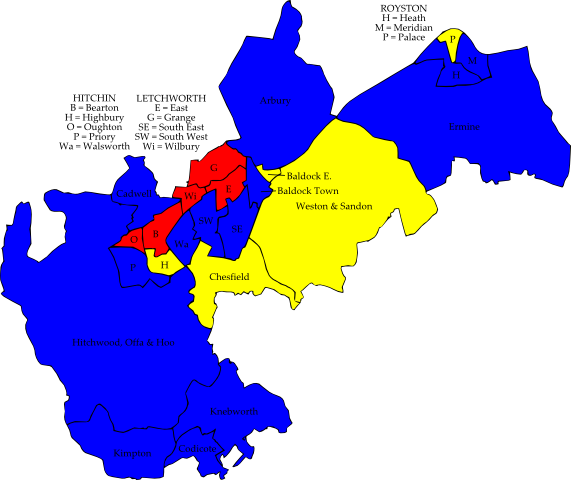 ROYSTON
H = Heath
M = Meridian
P = Palace
HITCHIN
B = Bearton
H = Highbury
O = Oughton
P = Priory
Wa = Walsworth
LETCHWORTH
E = East
G = Grange
SE = South East
SW = South West
Wi = Wilbury
P
M
H
Arbury
Ermine
G
E
Wi
Baldock E.
Baldock Town
Weston & Sandon
Cadwell
SW
SE
B
O
Wa
P
H
Chesfield
Hitchwood, Offa & Hoo
Knebworth
Kimpton
Codicote